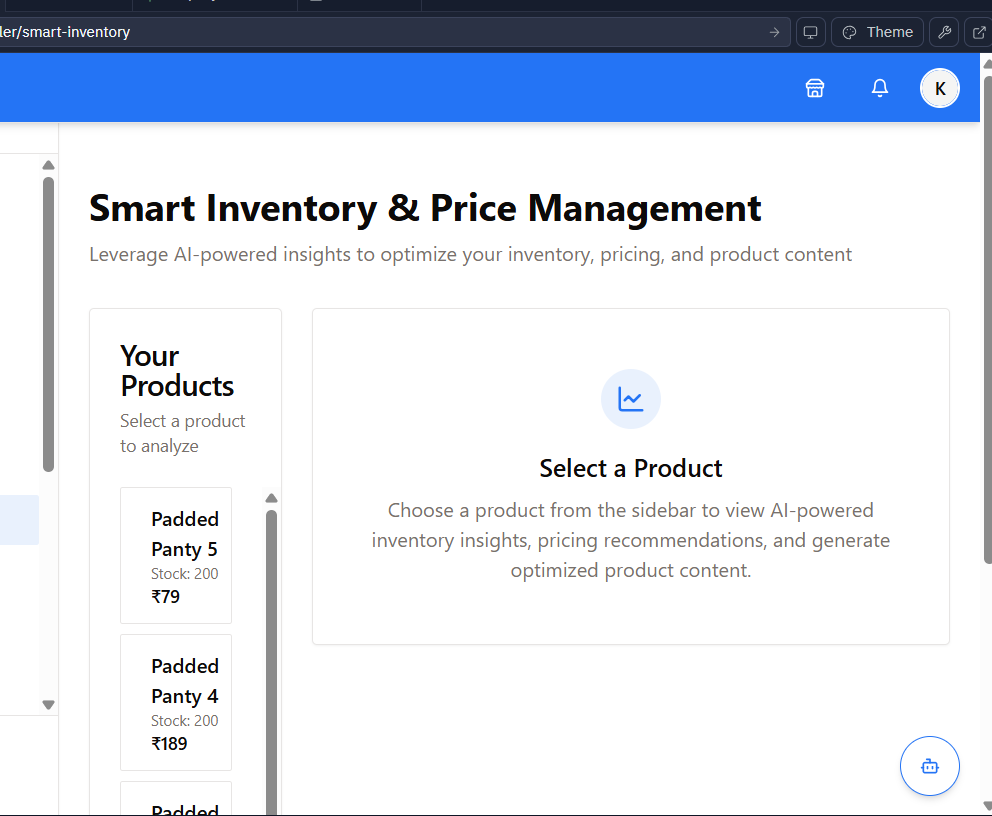 ler/smart-inventory
Theme
K
Smart Inventory & Price Management
Leverage AI-powered insights to optimize your inventory, pricing, and product content
Your
Products
Select a product
to analyze
Padded
Panty 5
Stock: 200
₹79
Padded
Panty 4
Stock: 200
₹189
Padded
Select a Product
Choose a product from the sidebar to view AI-powered
inventory insights, pricing recommendations, and generate
optimized product content.